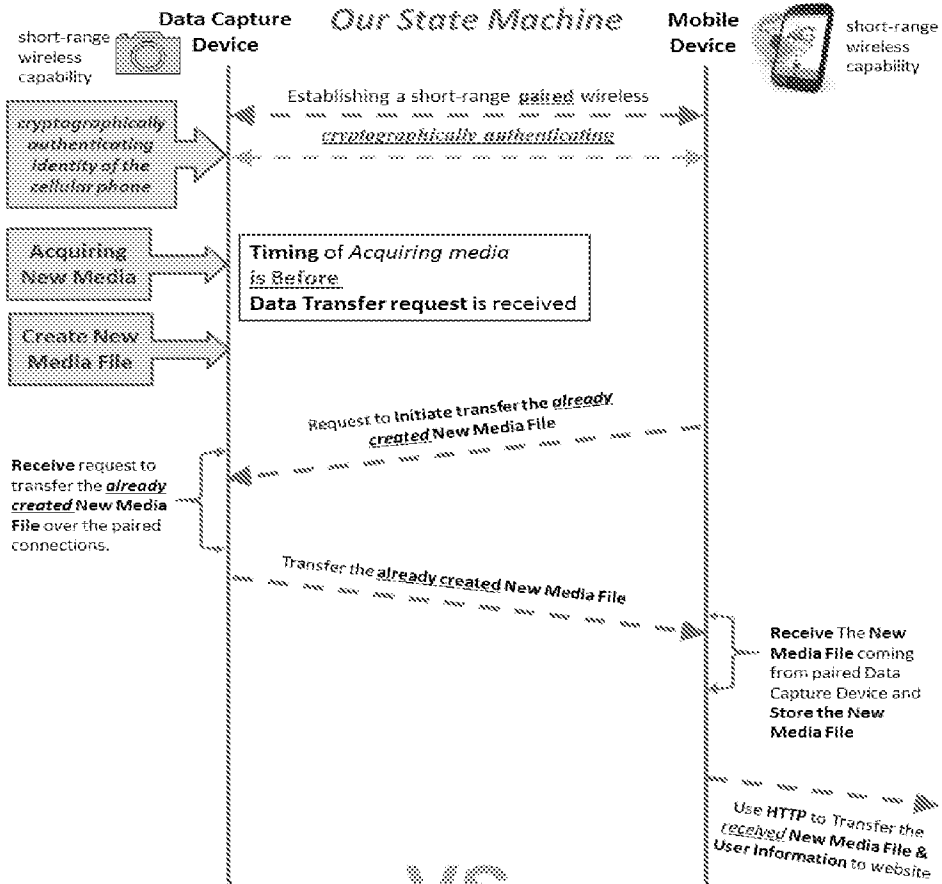 Our State Machine
short-range
wireless
capability
Data Capture
Device
Mobile
Device
short-range
wireless
capability
Establishing a short-range paired wireless
cryptographically authenticating
cryptographically
authenticating
identity of the
cellular phone
Acquiring
New Media
Timing of Acquiring media
is Before
Data Transfer request is received
Create New
Media File
Request to Initiate transfer the already
created New Media File
Receive request to
transfer the already
created New Media
File over the paired
connections.
Transfer the already created New Media File
Receive The New
Media File coming
from paired Data
Capture Device and
Store the New
Media File
Use HTTP to Transfer the
received New Media File &
User Information to website
VS